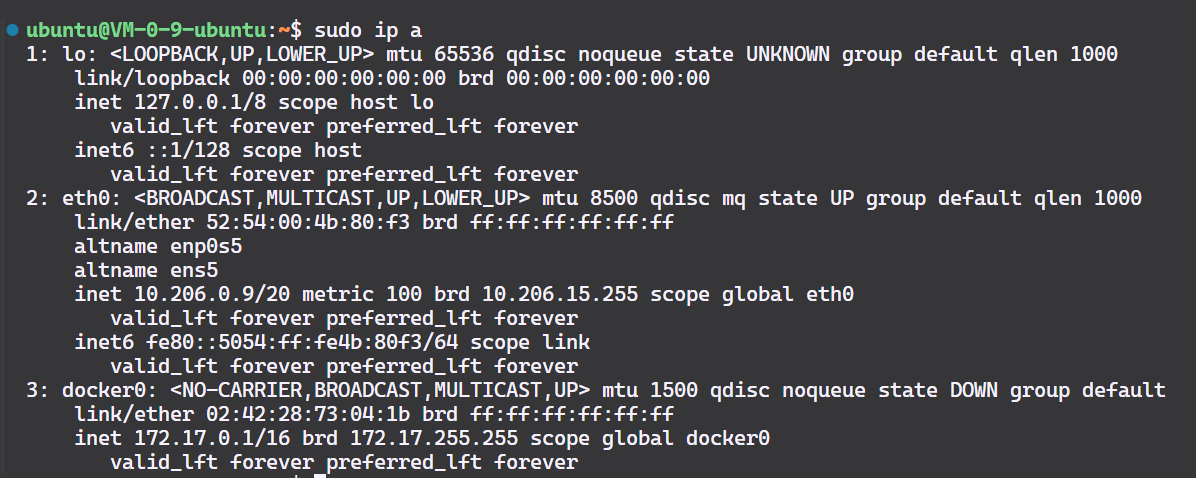 ubuntu@VM-0-9-ubuntu:~$ sudo ip a
1: lo: <LOOPBACK,UP,LOWER_UP> mtu 65536 qdisc noqueue state UNKNOWN group default qlen 1000
    link/loopback 00:00:00:00:00:00 brd 00:00:00:00:00:00
    inet 127.0.0.1/8 scope host lo
       valid_lft forever preferred_lft forever
    inet6 ::1/128 scope host
       valid_lft forever preferred_lft forever
2: eth0: <BROADCAST,MULTICAST,UP,LOWER_UP> mtu 8500 qdisc mq state UP group default qlen 1000
    link/ether 52:54:00:4b:80:f3 brd ff:ff:ff:ff:ff:ff
    altname enp0s5
    altname ens5
    inet 10.206.0.9/20 metric 100 brd 10.206.15.255 scope global eth0
       valid_lft forever preferred_lft forever
    inet6 fe80::5054:ff:fe4b:80f3/64 scope link
       valid_lft forever preferred_lft forever
3: docker0: <NO-CARRIER,BROADCAST,MULTICAST,UP> mtu 1500 qdisc noqueue state DOWN group default
    link/ether 02:42:28:73:04:1b brd ff:ff:ff:ff:ff:ff
    inet 172.17.0.1/16 brd 172.17.255.255 scope global docker0
       valid_lft forever preferred_lft forever